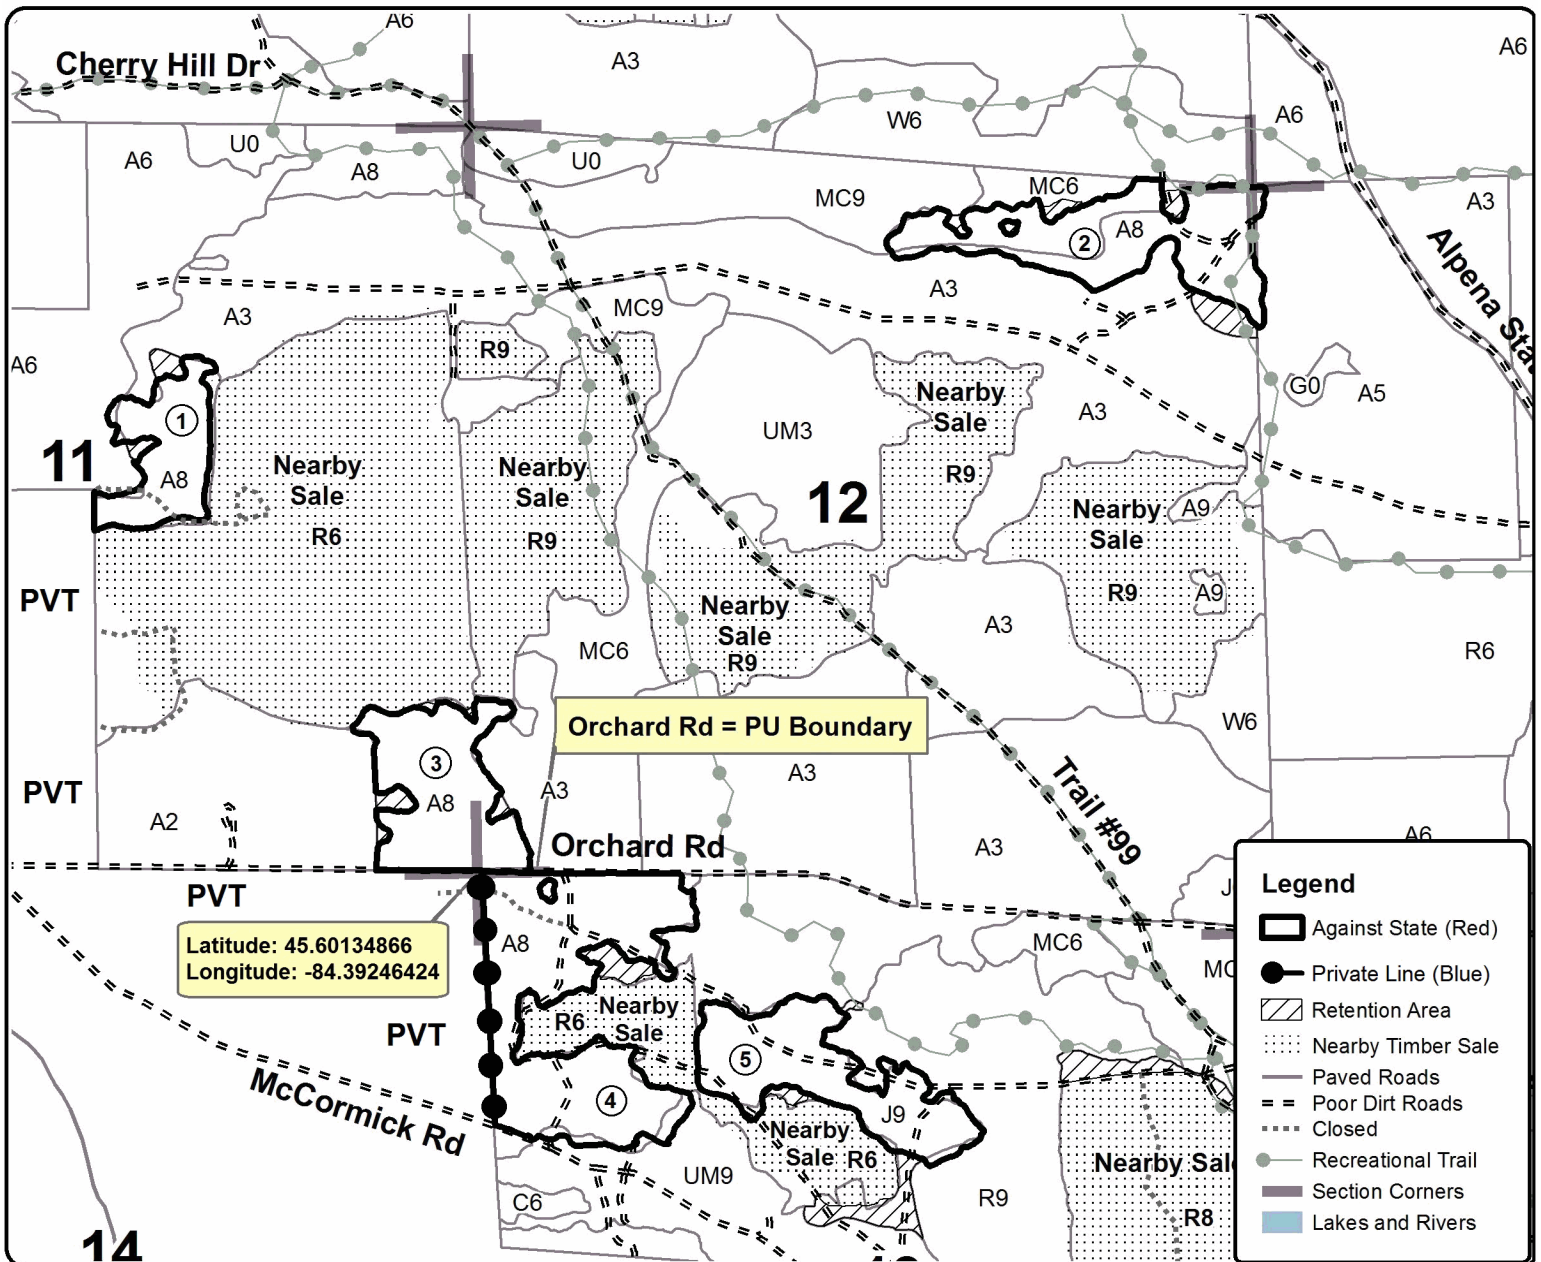 A6
Cherry Hill Dr
A3
A6
U0
A6
A8
U0
W6
A6
MC9
MC6
A3
A8
2
A3
Alpena Stat
A3
MC9
A6
R9
1
A8
11
Nearby
Sale
R6
Nearby
Sale
R9
UM3
12
Nearby
Sale
R9
A3
G0
A5
Nearby
Sale
A9
R9
A9
PVT
MC6
Nearby
Sale
R9
A3
R6
W6
Orchard Rd = PU Boundary
3
A8
PVT
A2
A3
A3
Trail #99
A3
A6
Orchard Rd
PVT
Latitude: 45.60134866
Longitude: -84.39246424
A8
MC6
PVT
R6
Nearby
Sale
5
4
McCormick Rd
J9
Nearby
Sale R6
UM9
C6
R9
R8
14
Legend
Against State (Red)
Private Line (Blue)
Retention Area
Nearby Timber Sale
Paved Roads
Poor Dirt Roads
Closed
Recreational Trail
Section Corners
Lakes and Rivers
Nearby Sale